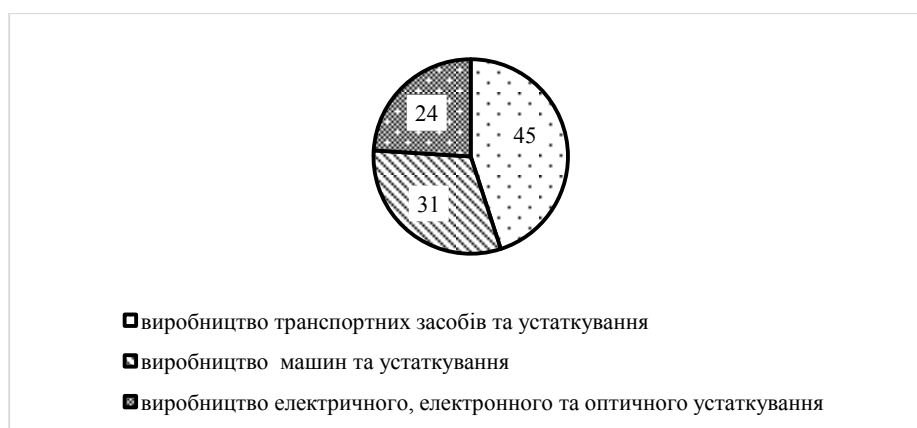 24
45
31
виробництво транспортних засобів та устаткування
виробництво  машин та устаткування
виробництво електричного, електронного та оптичного устаткування